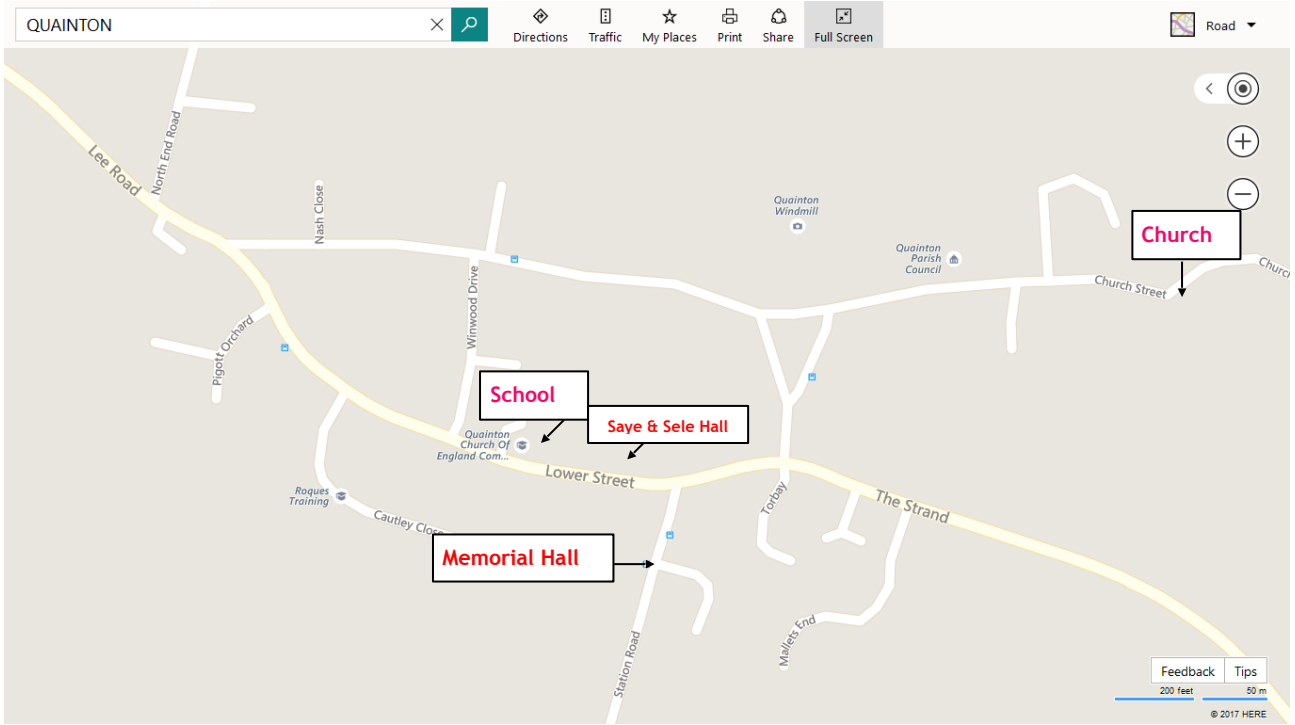 QUAINTON
Directions
Traffic
My Places
Print
Share
Full Screen
Road
North End Road
Lee Road
Nash Close
Quainton
Windmill
Church
Quainton
Parish
Council
Church Street
Churc
Winwood Drive
Pigott Orchard
School
Saye & Sele Hall
Quainton
Church Of
England Com...
Lower Street
Roques
Training
Cautley Close
Torbay
The Strand
Memorial Hall
Mallets End
Station Road
Feedback
Tips
200 feet
50 m
© 2017 HERE